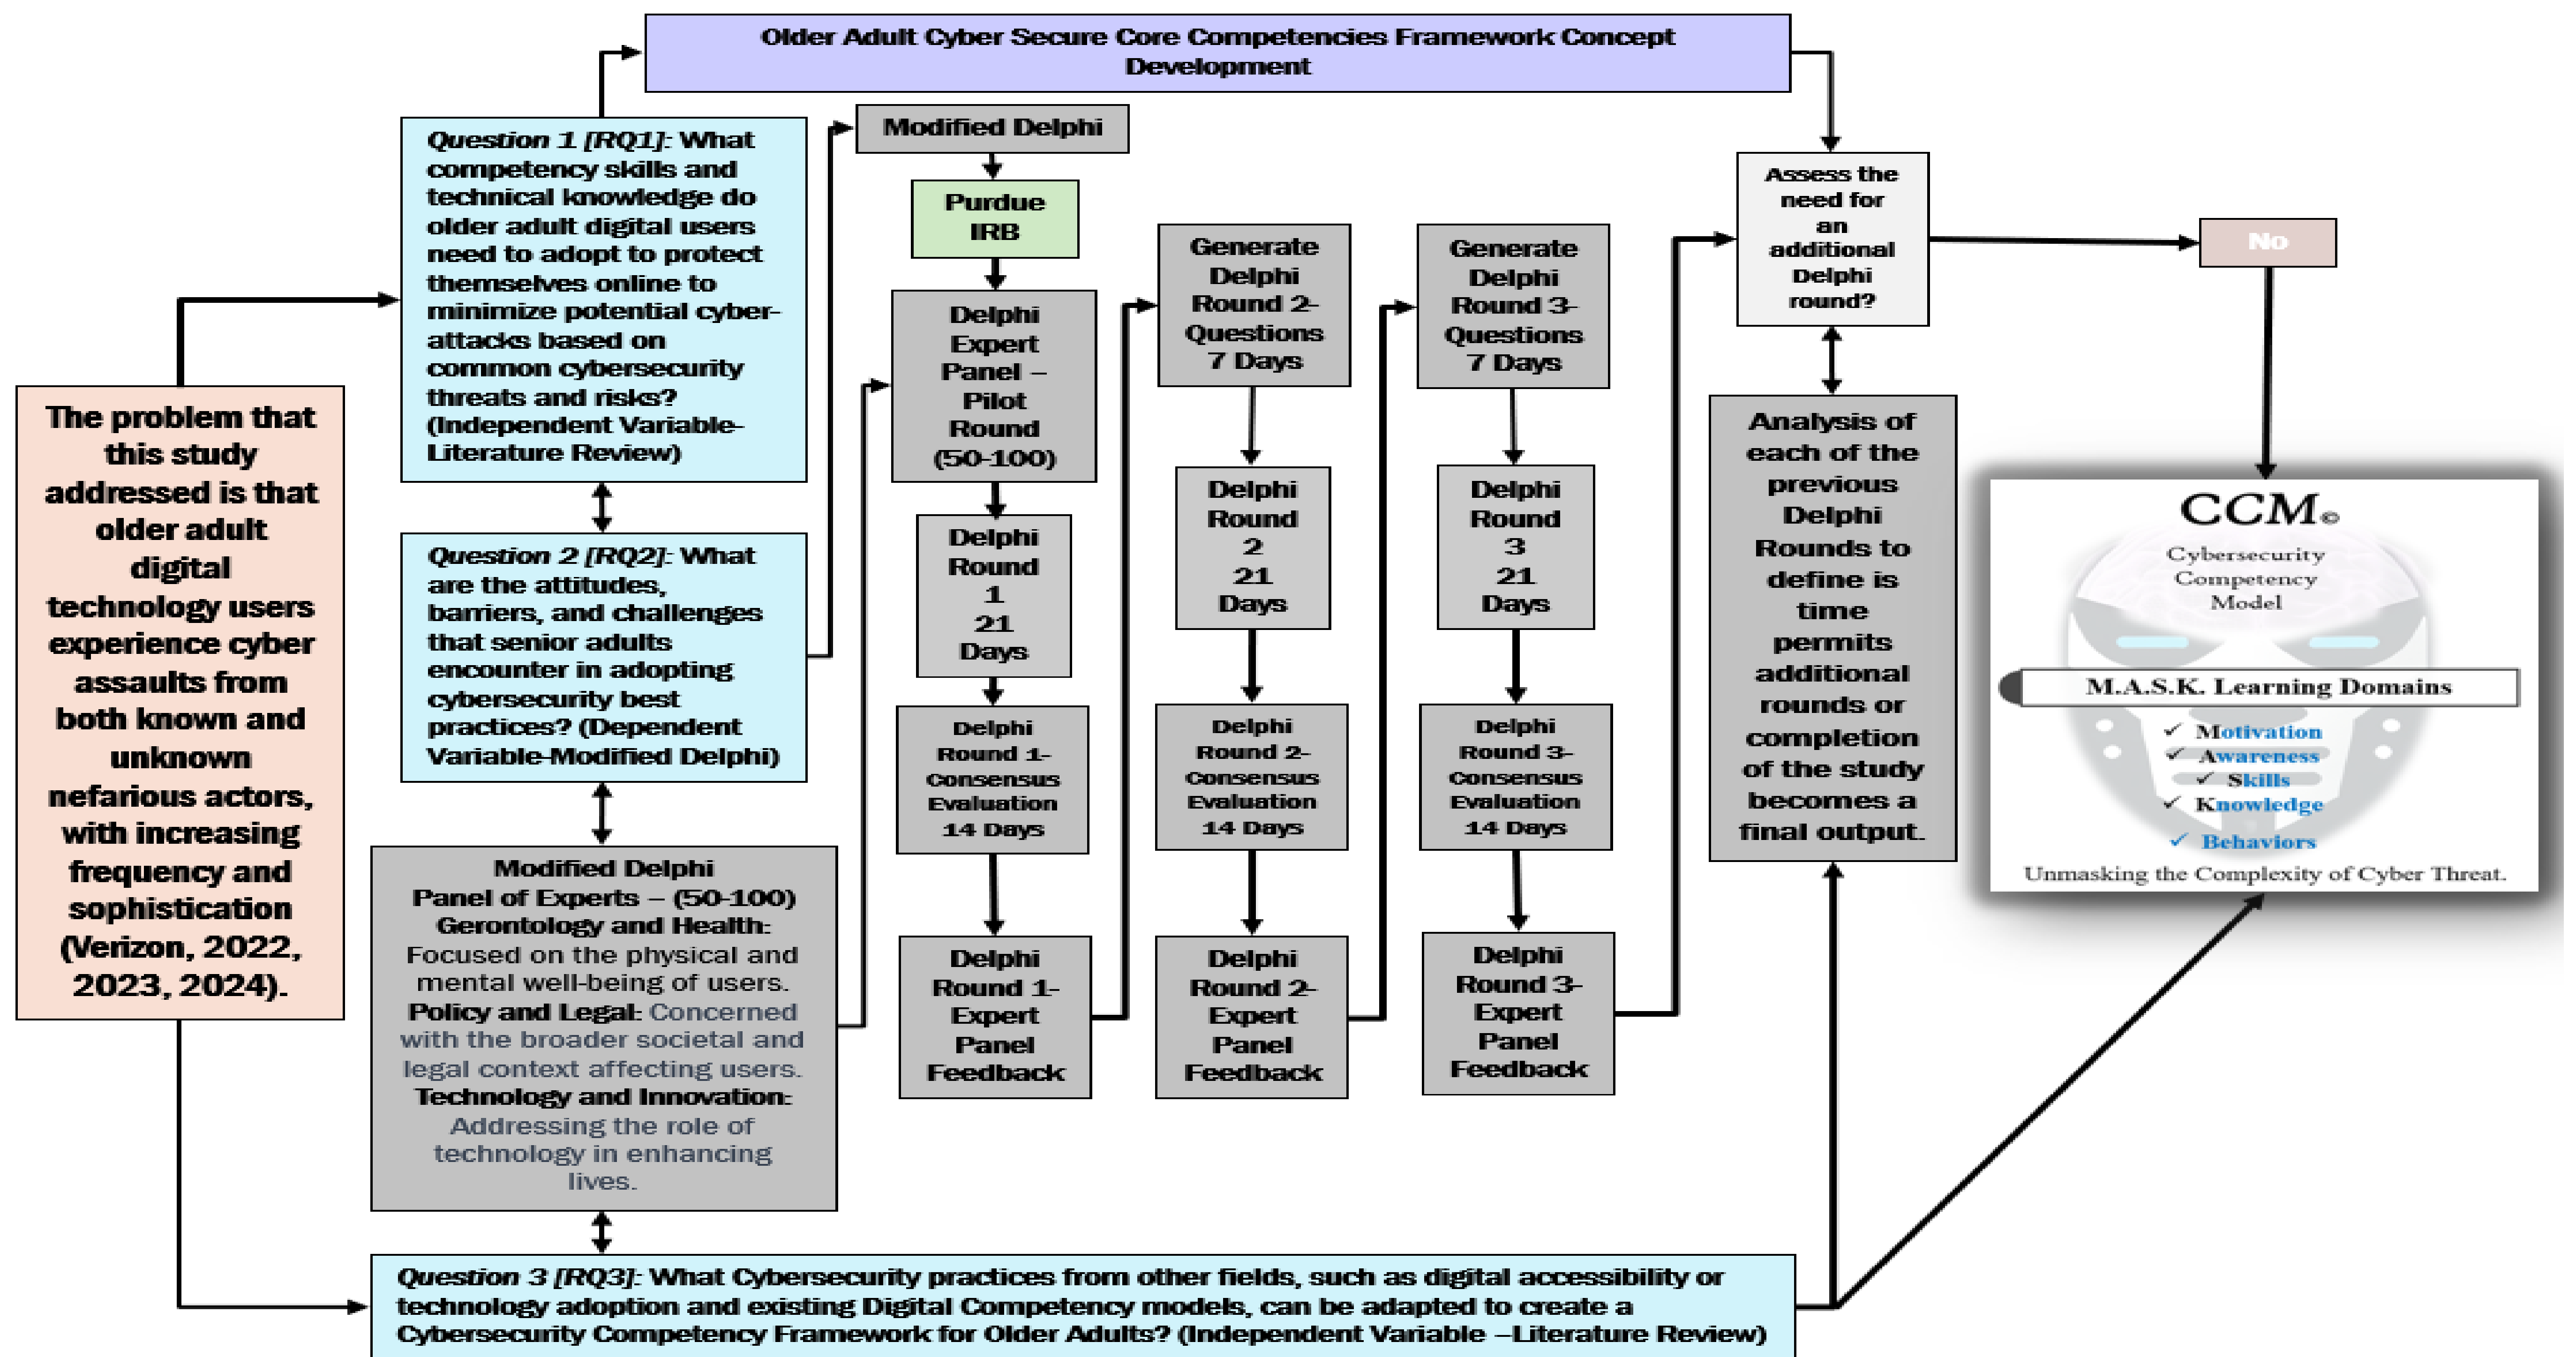 Older Adult Cyber Secure Core Competencies Framework Concept
Development
The problem that
this study
addressed is that
older adult
digital
technology users
experience cyber
assaults from
both known and
unknown
nefarious actors,
with increasing
frequency and
sophistication
(Verizon, 2022,
2023, 2024).
Question 1 [RQ1]: What
competency skills and
technical knowledge do
older adult digital users
need to adopt to protect
themselves online to
minimize potential cyber-
attacks based on
common cybersecurity
threats and risks?
(Independent Variable-
Literature Review)
Question 2 [RQ2]: What
are the attitudes,
barriers, and challenges
that senior adults
encounter in adopting
cybersecurity best
practices? (Dependent
Variable-Modified Delphi)
Modified Delphi
Panel of Experts – (50-100)
Gerontology and Health:
Focused on the physical and
mental well-being of users.
Policy and Legal: Concerned
with the broader societal and
legal context affecting users.
Technology and Innovation:
Addressing the role of
technology in enhancing
lives.
Question 3 [RQ3]: What Cybersecurity practices from other fields, such as digital accessibility or
technology adoption and existing Digital Competency models, can be adapted to create a
Cybersecurity Competency Framework for Older Adults? (Independent Variable –Literature Review)
Modified Delphi
Purdue
IRB
Delphi
Expert
Panel –
Pilot
Round
(50-100)
Delphi
Round
1
21
Days
Delphi
Round 1-
Consensus
Evaluation
14 Days
Delphi
Round 1-
Expert
Panel
Feedback
Generate
Delphi
Round 2-
Questions
7 Days
Delphi
Round
2
21
Days
Delphi
Round 2-
Consensus
Evaluation
14 Days
Delphi
Round 2-
Expert
Panel
Feedback
Generate
Delphi
Round 3-
Questions
7 Days
Delphi
Round
3
21
Days
Delphi
Round 3-
Consensus
Evaluation
14 Days
Delphi
Round 3-
Expert
Panel
Feedback
Assess the
need for
an
additional
Delphi
round?
Analysis of
each of the
previous
Delphi
Rounds to
define is
time
permits
additional
rounds or
completion
of the study
becomes a
final output.
No
CCM©
Cybersecurity
Competency
Model
M.A.S.K. Learning Domains
✓ Motivation
✓ Awareness
✓ Skills
✓ Knowledge
✓ Behaviors
Unmasking the Complexity of Cyber Threat.